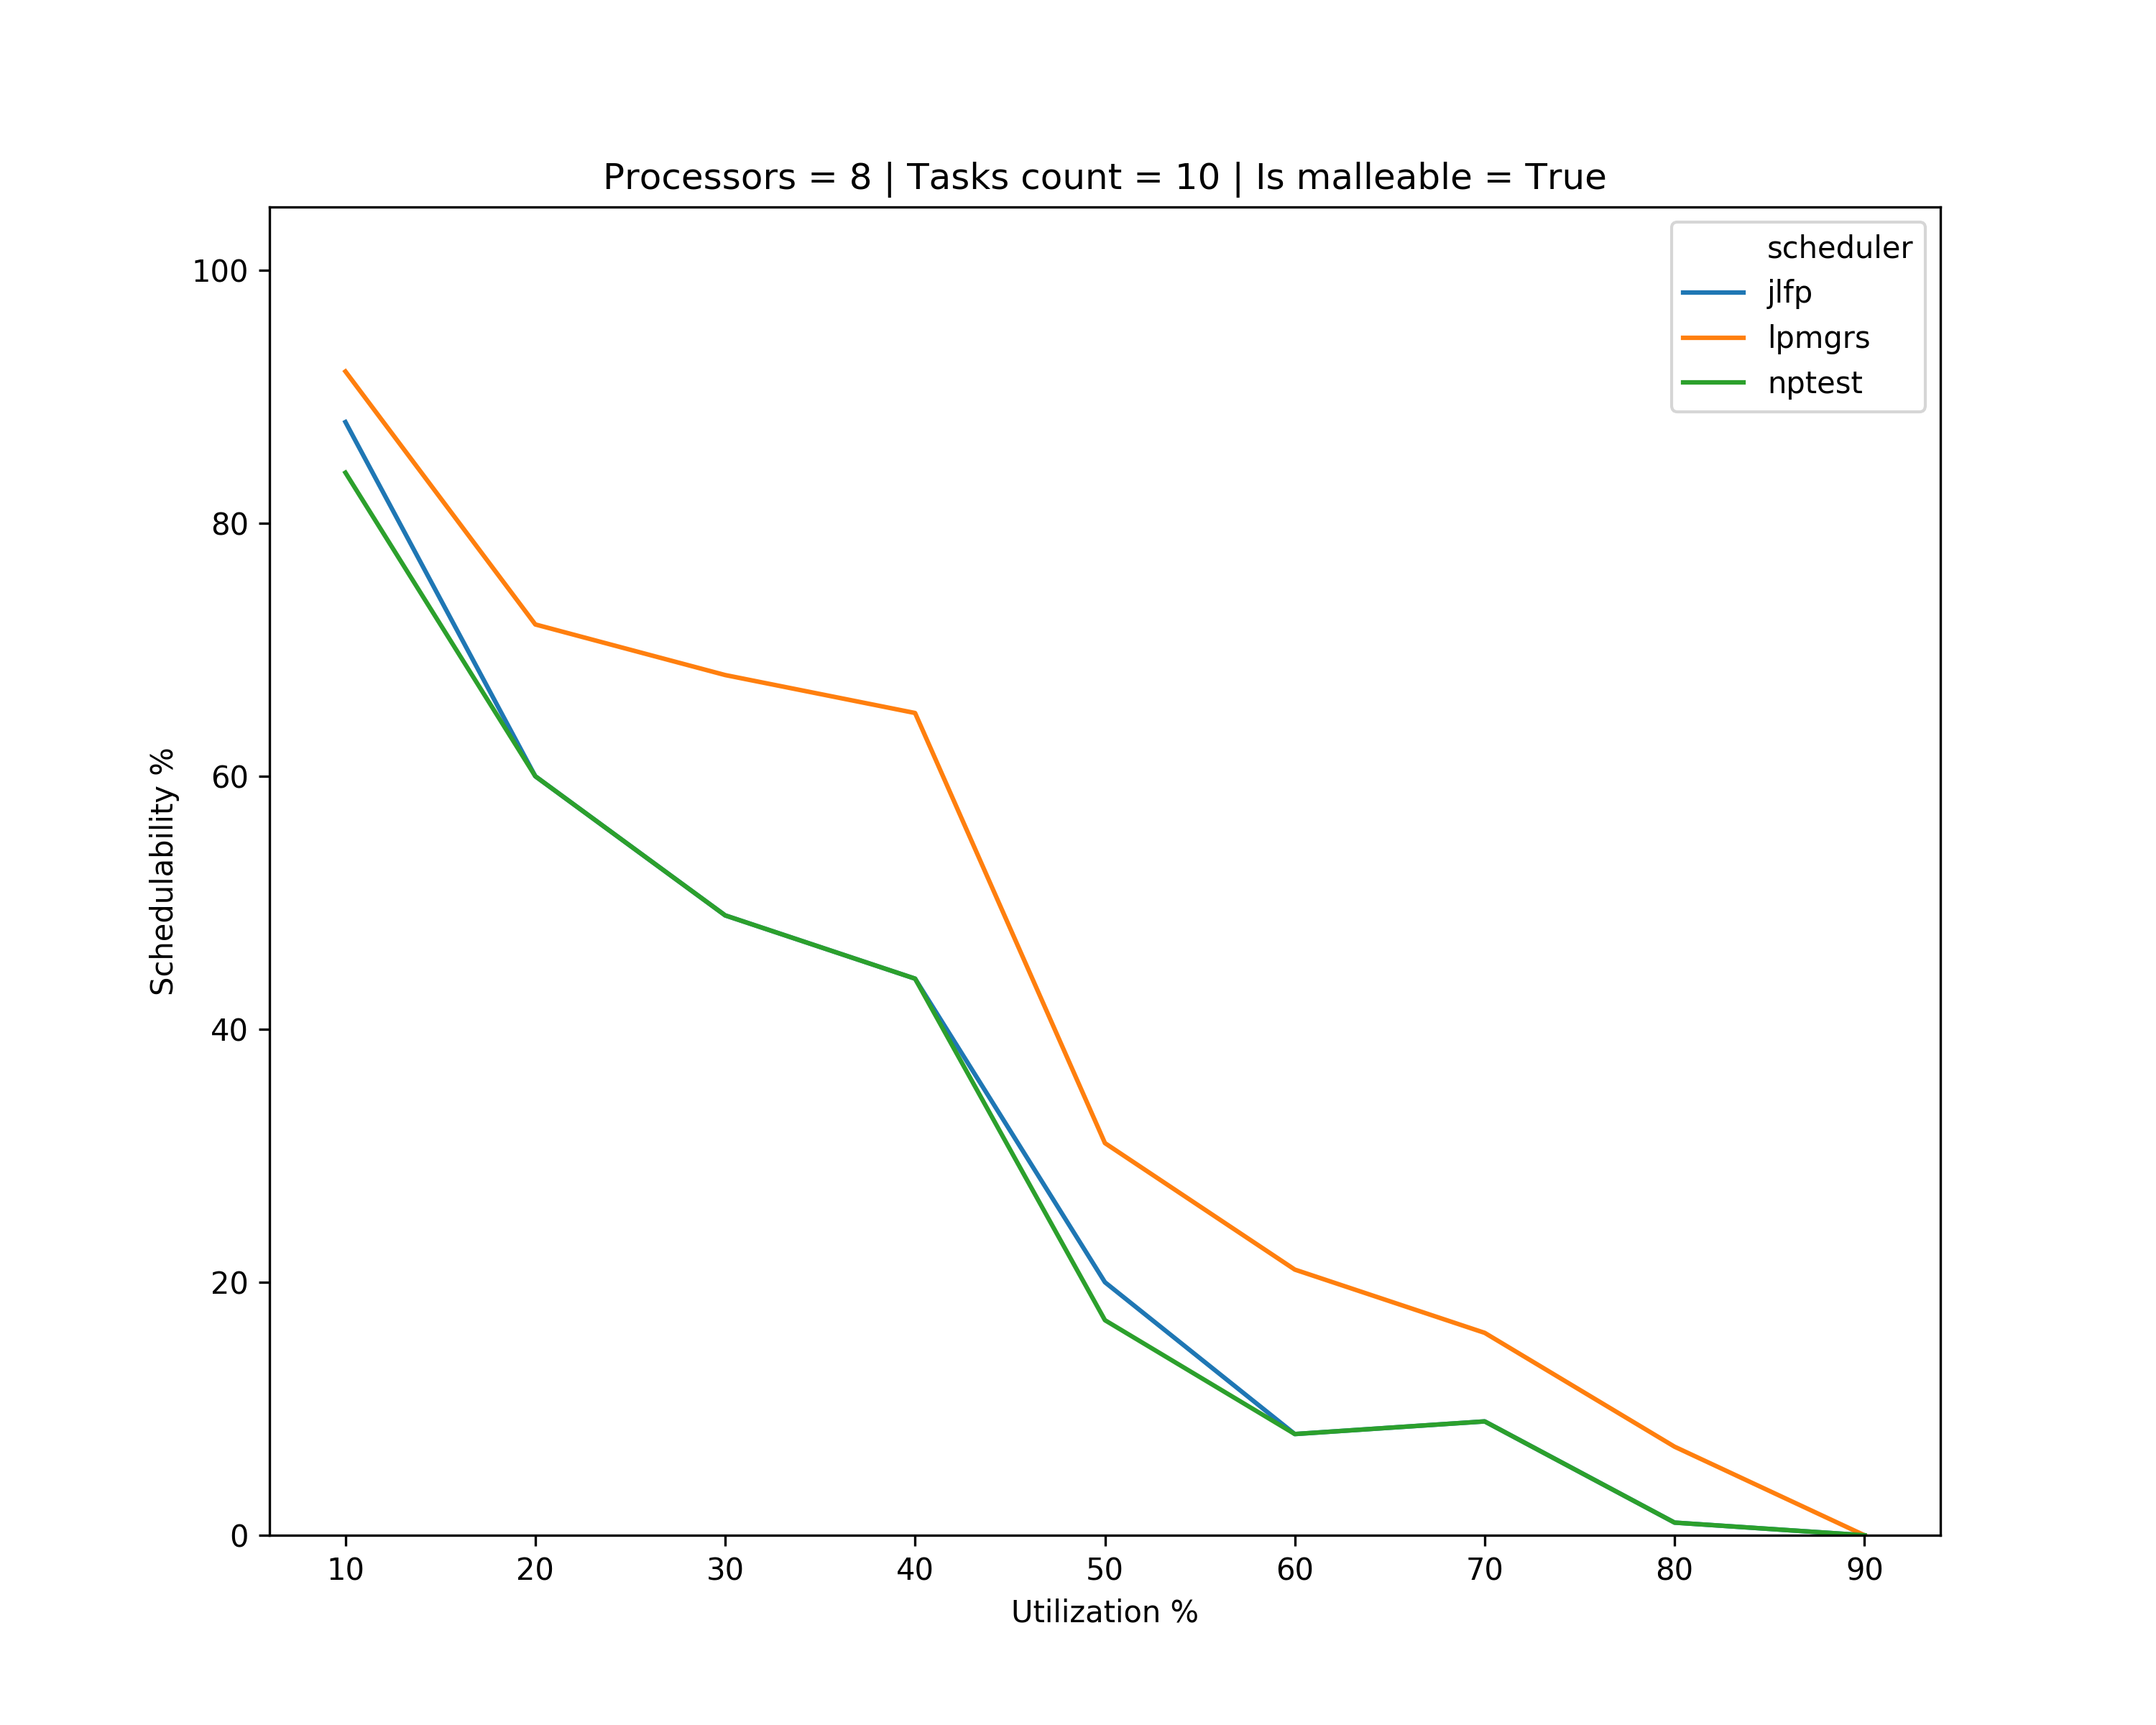 Processors = 8 | Tasks count = 10 | Is malleable = True
scheduler
jlfp
lpmgrs
nptest
Schedulability %
100
80
60
40
20
0
10 20 30 40 50 60 70 80 90
Utilization %